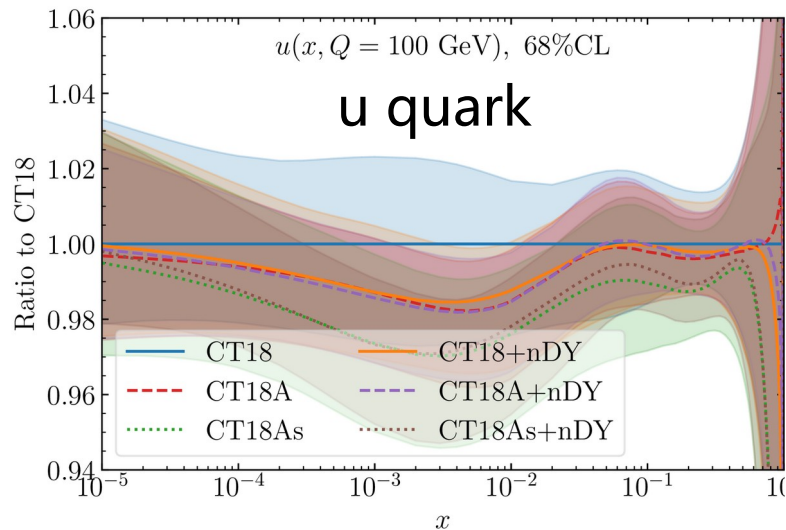 1.06
1.04
1.02
1.00
0.98
0.96
0.94
Ratio to CT18
u(x, Q = 100 GeV), 68%CL
u quark
CT18
CT18A
CT18As
CT18+nDY
CT18A+nDY
CT18As+nDY
10⁻⁵ 10⁻⁴ 10⁻³ 10⁻² 10⁻¹
x